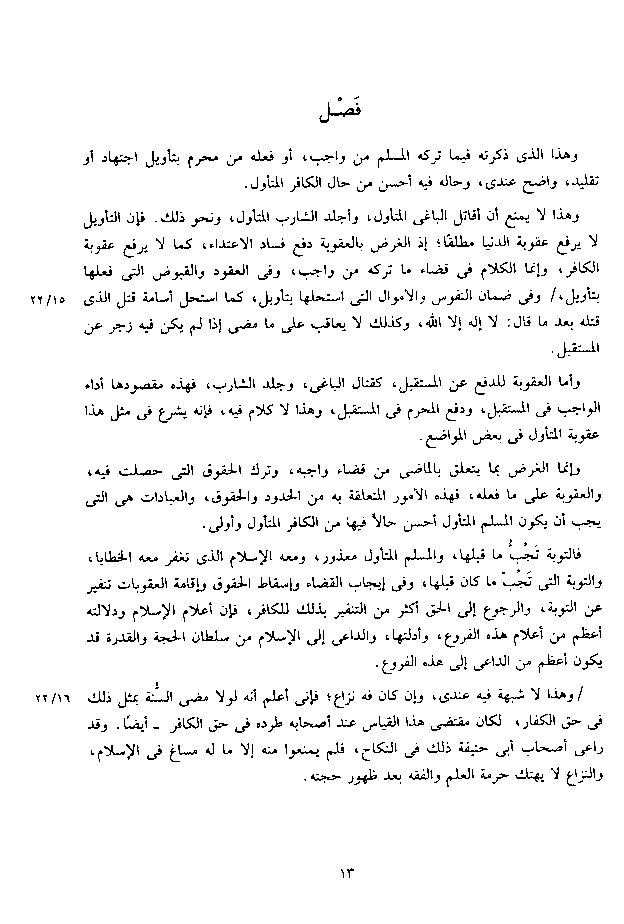 فَصْـل
وهذا الذى ذكرته فيما تركه المسلم من واجب، أو فعله من محرم بتأويل اجتهاد أو
تقليد، واضح عندى، وحاله فيه أحسن من حال الكافر المتأول.
وهذا لا يمنع أن أقاتل الباغى المتأول، وأجلد الشارب المتأول، ونحو ذلك. فإن التأويل
لا يرفع عقوبة الدنيا مطلقًا؛ إذ الغرض بالعقوبة دفع فساد الاعتداء، كما لا يرفع عقوبة
الكافر، وإنما الكلام فى قضاء ما تركه من واجب، وفى العقود والقبوض التى فعلها
٢٢/١٥ بتأويل،/ وفى ضمان النفوس والاموال التى استحلها بتأويل، كما استحل أسامة قتل الذى
قتله بعد ما قال: لا إله إلا الله، وكذلك لا يعاقب على ما مضى إذا لم يكن فيه زجر عن
المستقبل.
وأما العقوبة للدفع عن المستقبل، كقتال الباغى، وجلد الشارب، فهذه مقصودها أداء
الواجب فى المستقبل، ودفع المحرم فى المستقبل، وهذا لا كلام فيه، فإنه يشرع فى مثل هذا
عقوبة المتأول فى بعض المواضع.
وإنما الغرض بما يتعلق بالماضى من قضاء واجبه، وترك الحقوق التى حصلت فيه،
والعقوبة على ما فعله، فهذه الأمور المتعلقة به من الحدود والحقوق، والعبادات هى التى
يجب أن يكون المسلم المتأول أحسن حالاً فيها من الكافر المتأول وأولى.
فالتوبة تَجُبُّ ما قبلها، والمسلم المتأول معذور، ومعه الإسلام الذى تغفر معه الخطايا،
والتوبة التى تَجُبّ ما كان قبلها، وفى إيجاب القضاء وإسقاط الحقوق وإقامة العقوبات تنفير
عن التوبة، والرجوع إلى الحق أكثر من التنفير بذلك للكافر، فإن أعلام الإسلام ودلالته
أعظم من أعلام هذه الفروع، وأدلتها، والداعى إلى الإسلام من سلطان الحجة والقدرة قد
يكون أعظم من الداعى إلى هذه الفروع.
٢٢/١٦ / وهذا لا شبهة فيه عندى، وإن كان فه نزاع؛ فإنى أعلم أنه لولا مضى السُّنة بمثل ذلك
فى حق الكفار، لكان مقتضى هذا القياس عند أصحابه طرده فى حق الكافر ـ أيضًا. وقد
راعى أصحاب أبى حنيفة ذلك فى النكاح، فلم يمنعوا منه إلا ما له مساغ فى الإسلام،
والنزاع لا يهتك حرمة العلم والفقه بعد ظهور حجته.
١٣